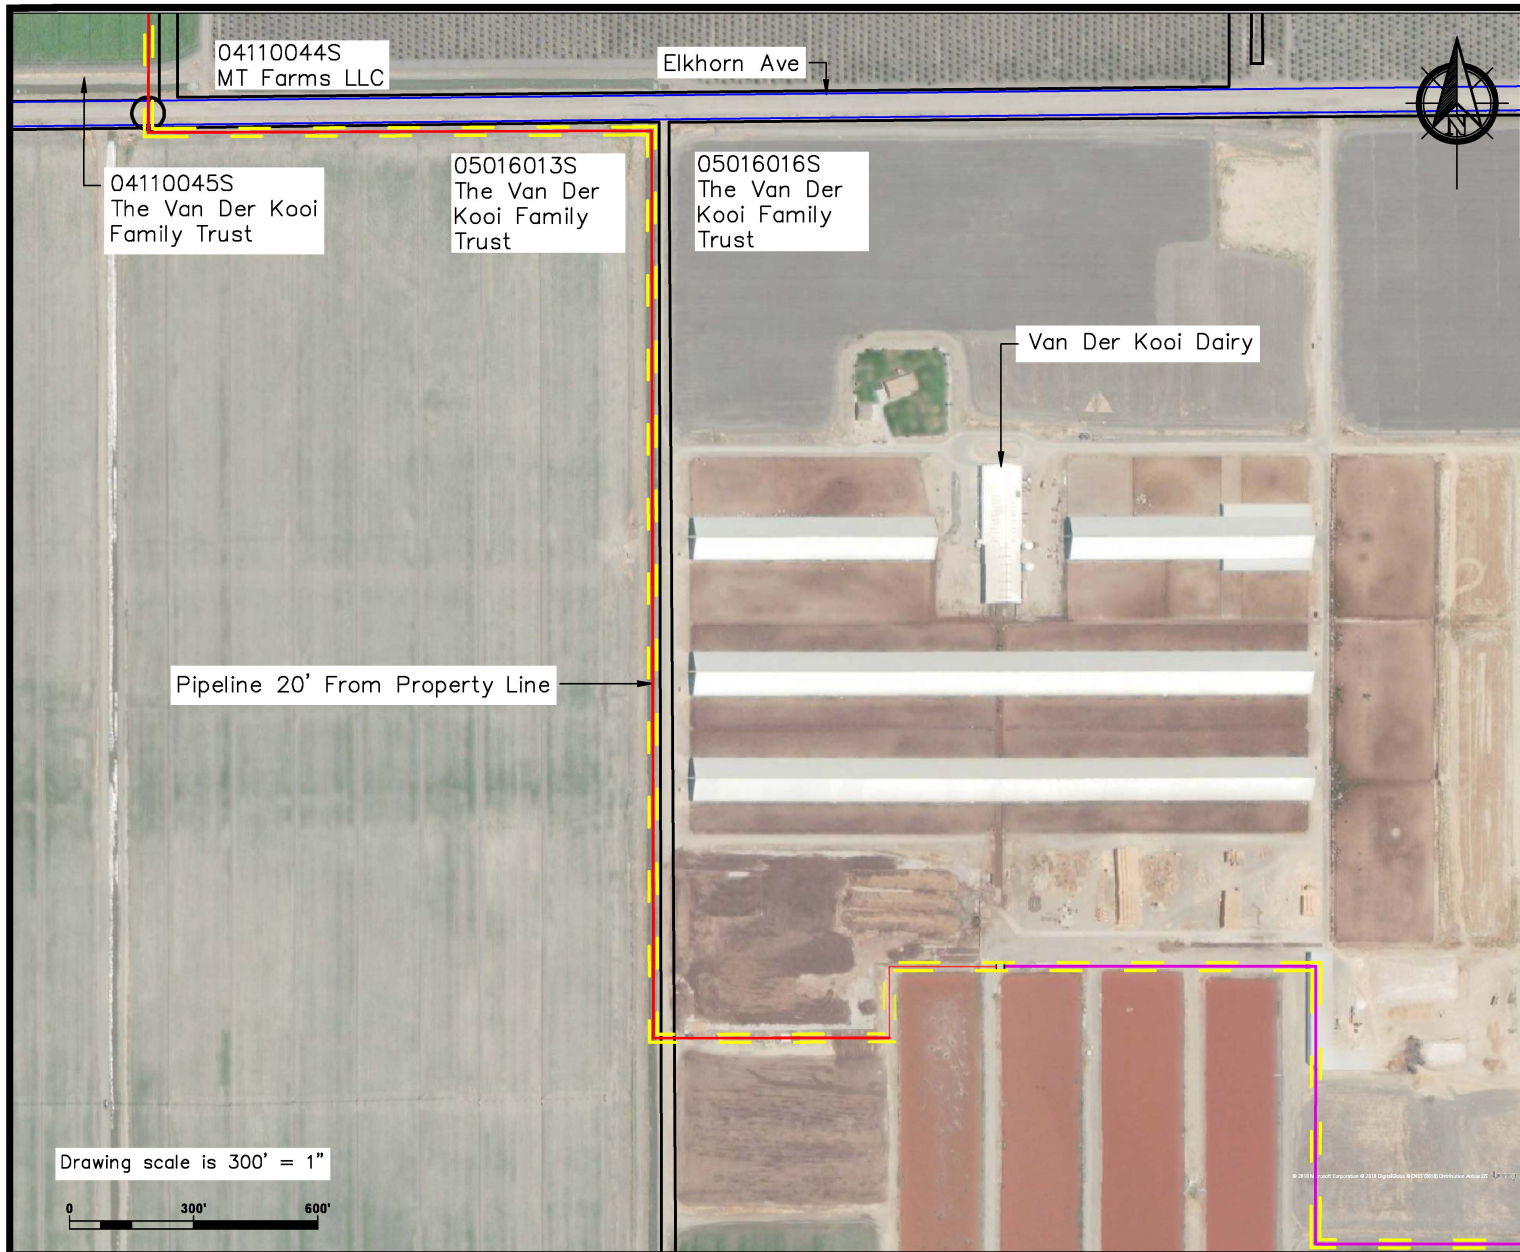 04110044S
MT Farms LLC
Elkhorn Ave
N
04110045S
The Van Der Kooi
Family Trust
05016013S
The Van Der
Kooi Family
Trust
05016016S
The Van Der
Kooi Family
Trust
Van Der Kooi Dairy
Pipeline 20' From Property Line
Drawing scale is 300' = 1"
0 300' 600'